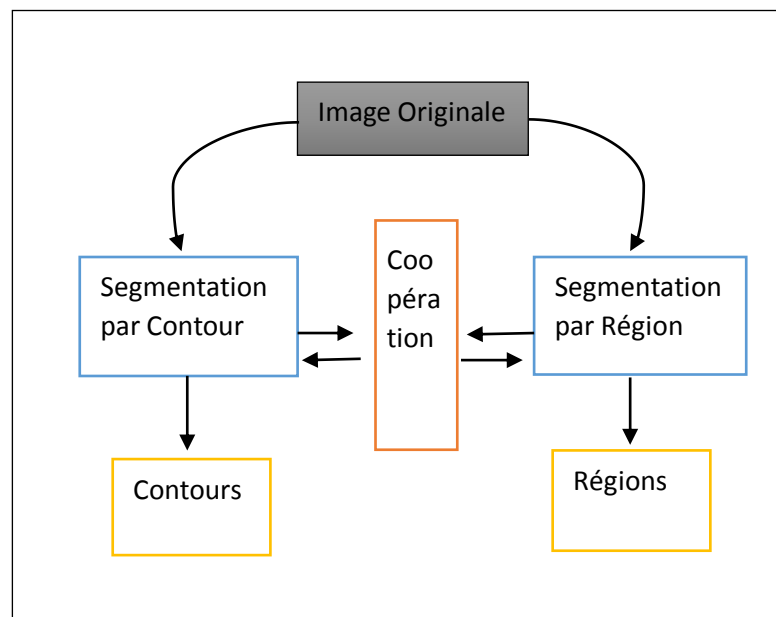 Image Originale
Segmentation
par Contour
Coo
péra
tion
Segmentation
par Région
Contours
Régions